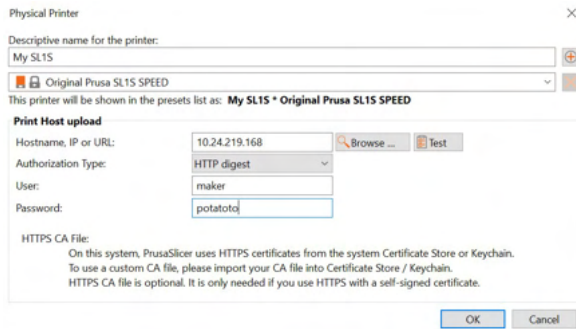 Physical Printer
Descriptive name for the printer:
My SL1S
Original Prusa SL1S SPEED
This printer will be shown in the presets list as: My SL1S * Original Prusa SL1S SPEED
Print Host upload
Hostname, IP or URL: 10.24.219.168 Browse ... Test
Authorization Type: HTTP digest
User: maker
Password: potatoto
HTTPS CA File:
On this system, PrusaSlicer uses HTTPS certificates from the system Certificate Store or Keychain.
To use a custom CA file, please import your CA file into Certificate Store / Keychain.
HTTPS CA file is optional. It is only needed if you use HTTPS with a self-signed certificate.
OK Cancel